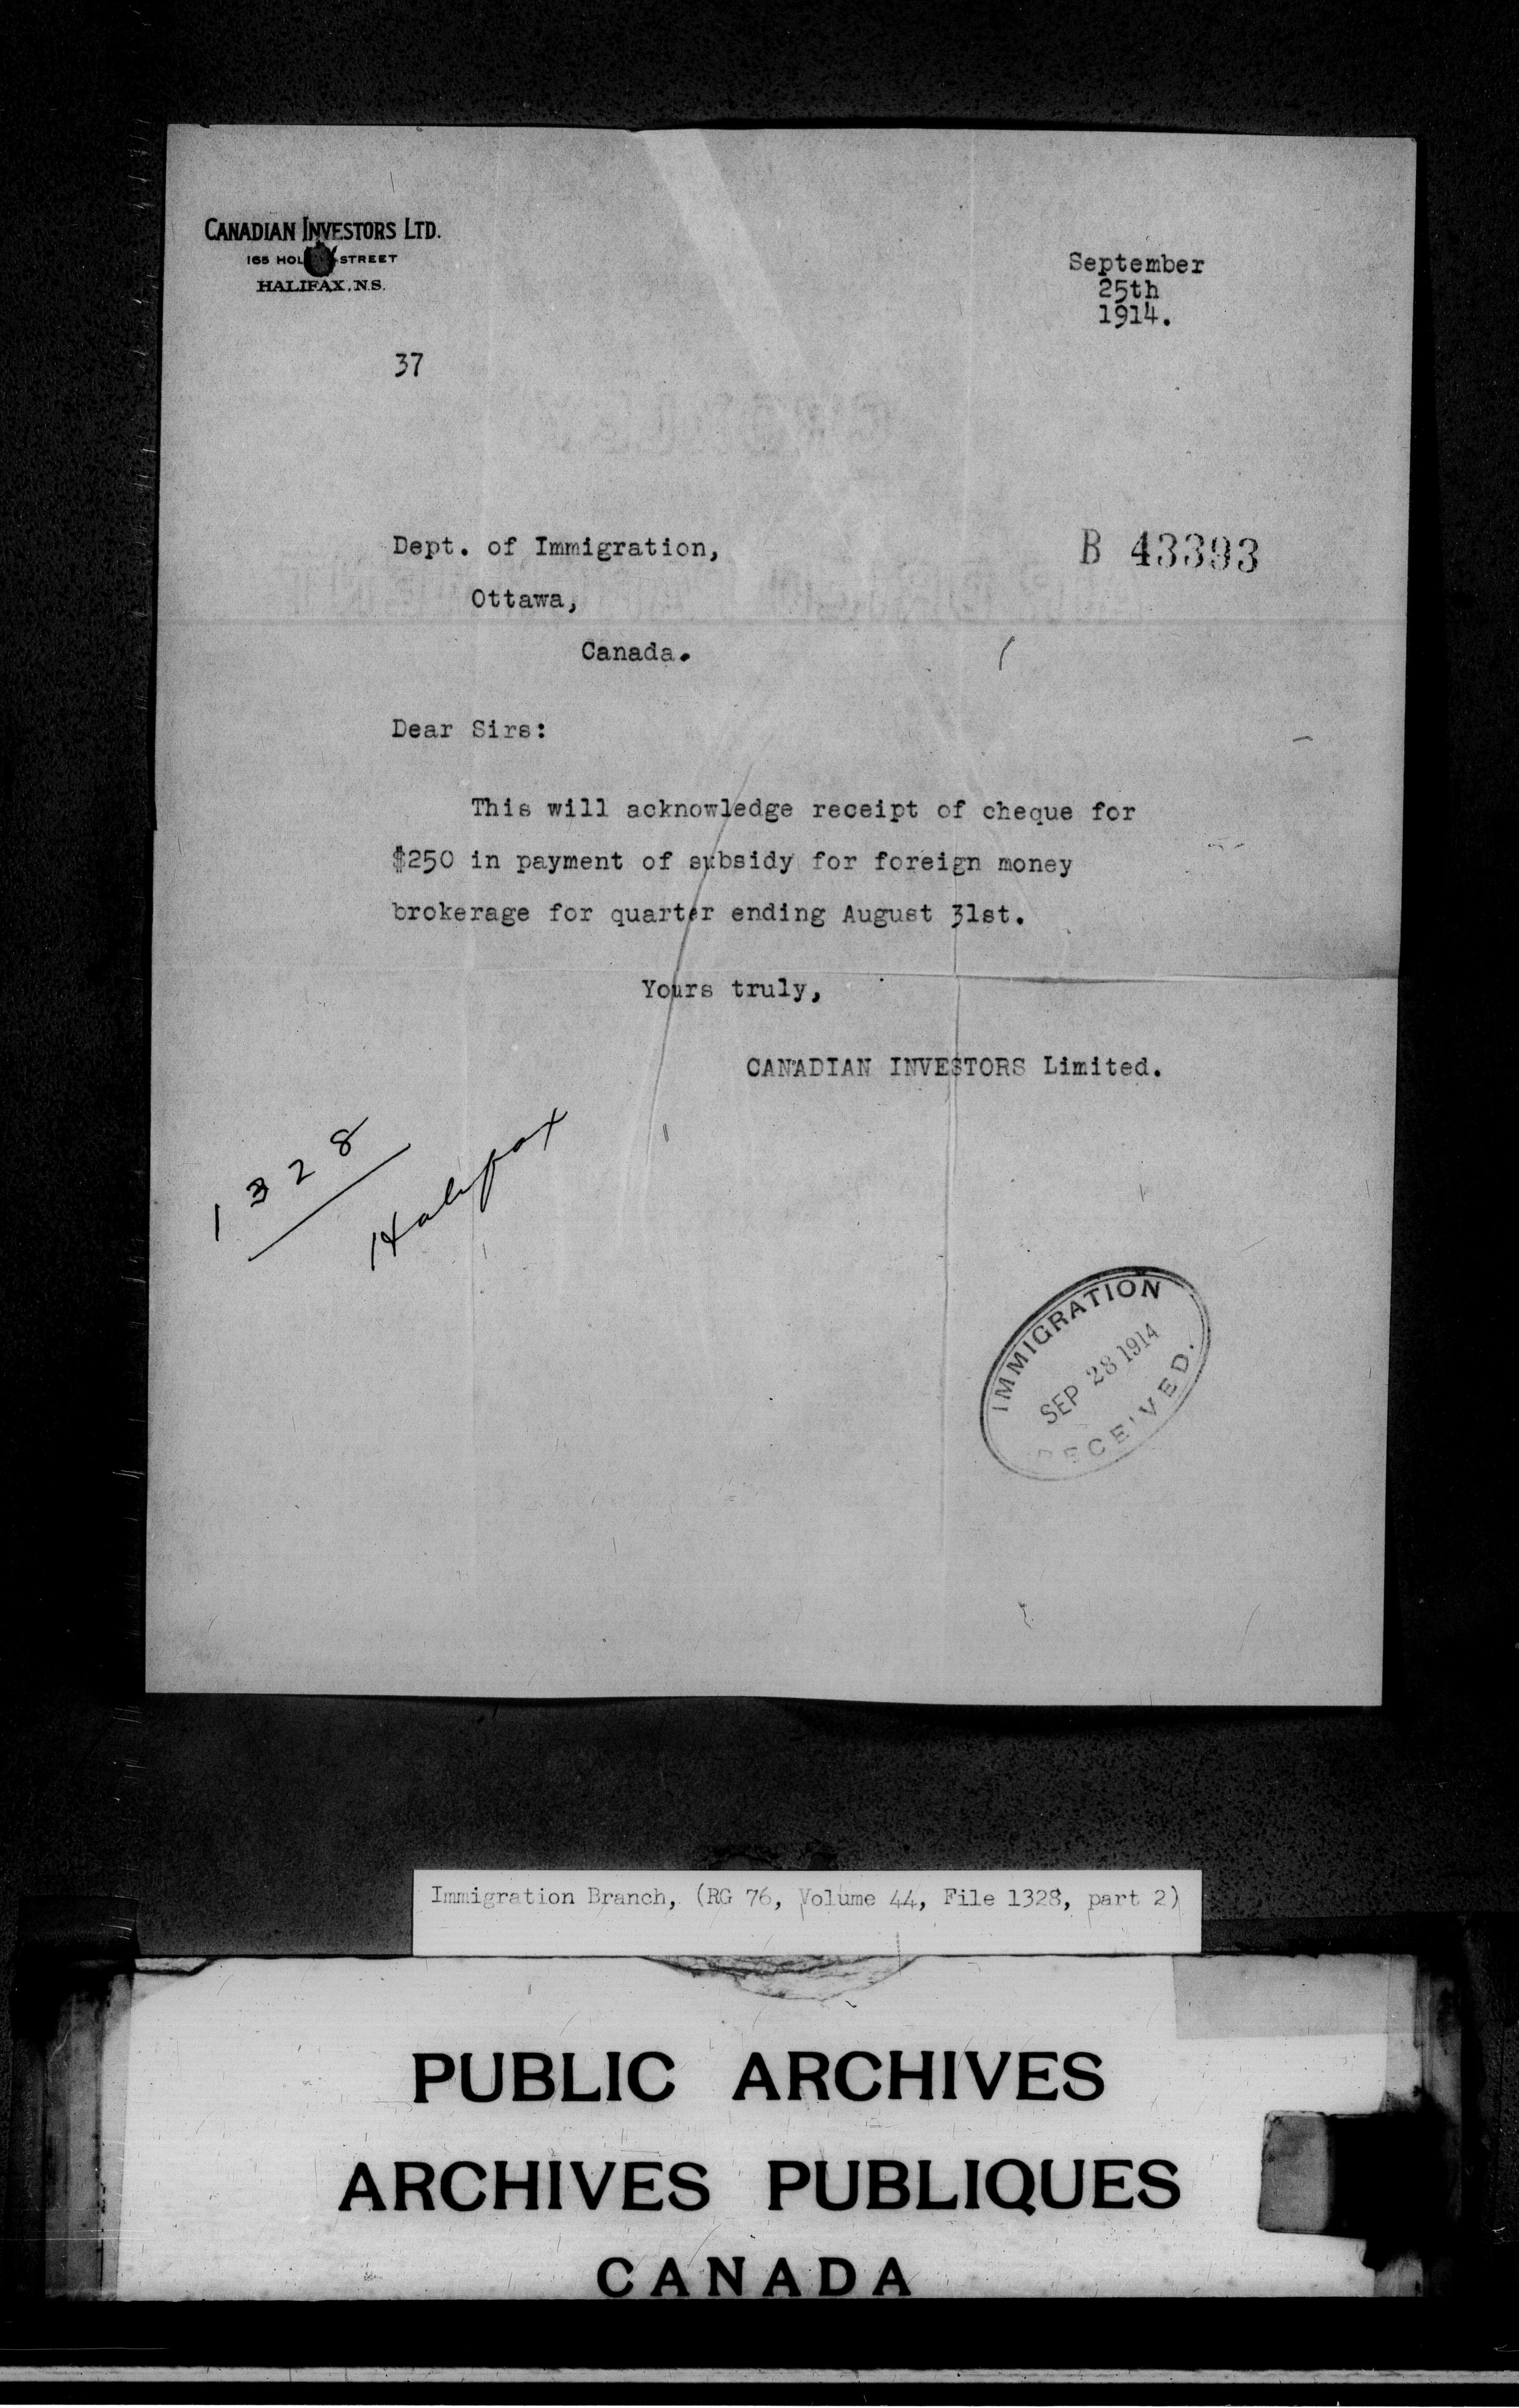 CANADIAN INVESTORS LTD.
165 HOL STREET
HALIFAX, N.S.
September
25th
1914.
37
Dept. of Immigration,
B 43393
Ottawa,
Canada.
Dear Sirs:
This will acknowledge receipt of cheque for
$250 in payment of subsidy for foreign money
brokerage for quarter ending August 31st.
Yours truly,
CANADIAN INVESTORS Limited.
1328
Halifax
IMMIGRATION
SEP 28 1914
RECEIVED.
Immigration Branch, (RG 76, Volume 44, File 1328, part 2)
PUBLIC ARCHIVES
ARCHIVES PUBLIQUES
CANADA